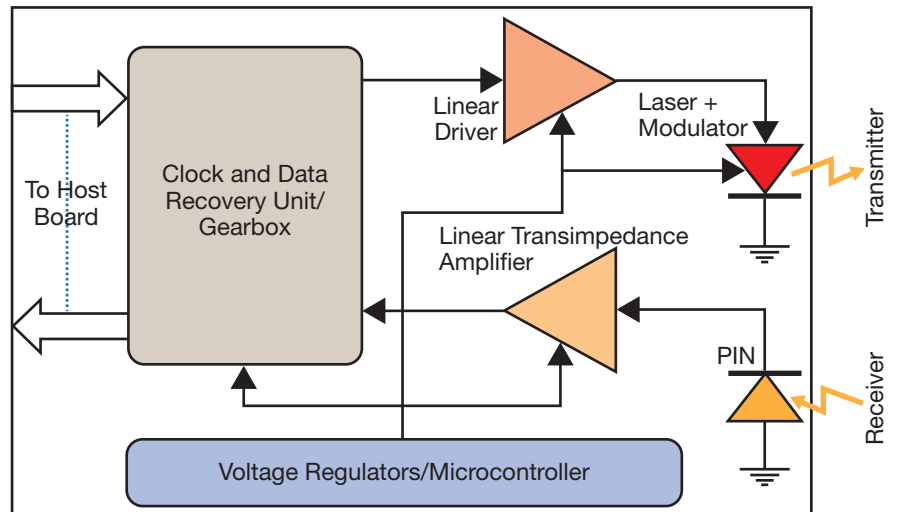 Linear
Driver
Laser +
Modulator
Transmitter
Clock and Data
Recovery Unit/
Gearbox
To Host
Board
Linear Transimpedance
Amplifier
PIN
Receiver
Voltage Regulators/Microcontroller